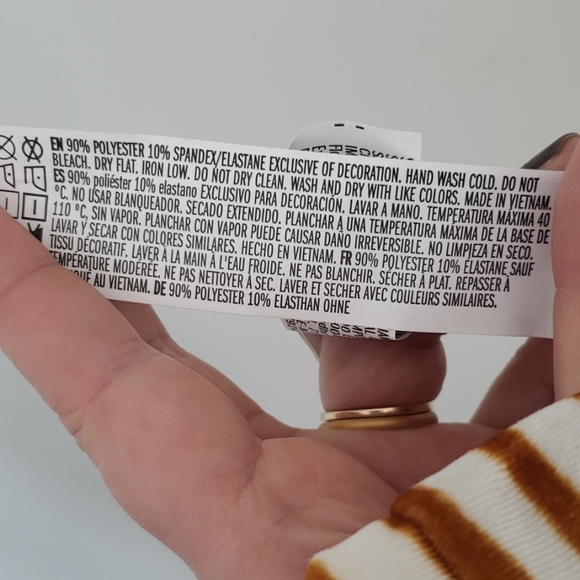 EN 90% POLYESTER 10% SPANDEX/ELASTANE EXCLUSIVE OF DECORATION. HAND WASH COLD. DO NOT
BLEACH. DRY FLAT. IRON LOW. DO NOT DRY CLEAN. WASH AND DRY WITH LIKE COLORS. MADE IN VIETNAM.
ES 90% poliéster 10% elastano EXCLUSIVO PARA DECORACIÓN. LAVAR A MANO. TEMPERATURA MÁXIMA 40
°C. NO USAR BLANQUEADOR. SECADO EXTENDIDO. PLANCHAR A UNA TEMPERATURA MÁXIMA DE LA BASE DE
110 °C, SIN VAPOR. PLANCHAR CON VAPOR PUEDE CAUSAR DAÑO IRREVERSIBLE. NO LIMPIEZA EN SECO.
LAVAR Y SECAR CON COLORES SIMILARES. HECHO EN VIETNAM. FR 90% POLYESTER 10% ÉLASTANE SAUF
TISSU DÉCORATIF. LAVER À LA MAIN À L'EAU FROIDE. NE PAS BLANCHIR. SÉCHER À PLAT. REPASSER À
TEMPÉRATURE MODÉRÉE. NE PAS NETTOYER À SEC. LAVER ET SECHER AVEC COULEURS SIMILAIRES.
AU VIETNAM. DE 90% POLYESTER 10% ELASTHAN OHNE